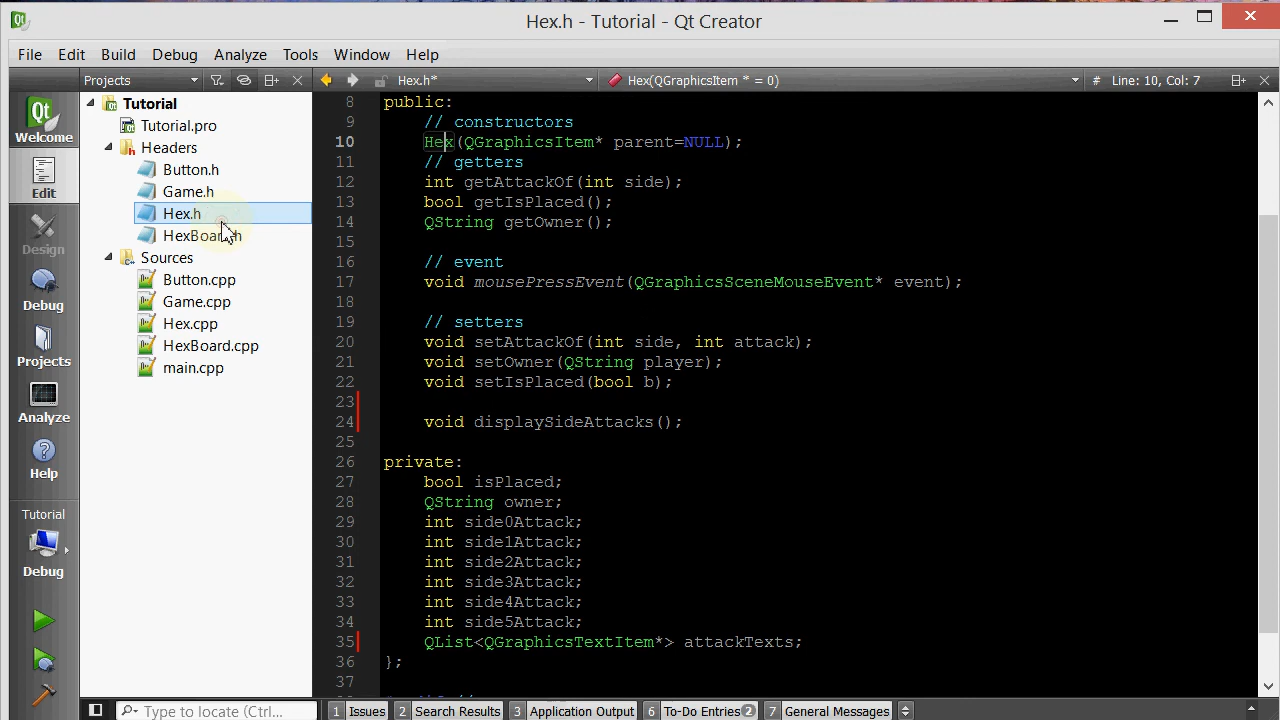 Hex.h - Tutorial - Qt Creator
File Edit Build Debug Analyze Tools Window Help
Projects Hex.h* Hex(QGraphicsItem * = 0) # Line: 10, Col: 7
Welcome
Edit
Design
Debug
Projects
Analyze
Help
Tutorial
Debug
Tutorial
Tutorial.pro
Headers
Button.h
Game.h
Hex.h
HexBoard.h
Sources
Button.cpp
Game.cpp
Hex.cpp
HexBoard.cpp
main.cpp
8 public:
9 // constructors
10 Hex(QGraphicsItem* parent=NULL);
11 // getters
12 int getAttackOf(int side);
13 bool getIsPlaced();
14 QString getOwner();
15
16 // event
17 void mousePressEvent(QGraphicsSceneMouseEvent* event);
18
19 // setters
20 void setAttackOf(int side, int attack);
21 void setOwner(QString player);
22 void setIsPlaced(bool b);
23
24 void displaySideAttacks();
25
26 private:
27 bool isPlaced;
28 QString owner;
29 int side0Attack;
30 int side1Attack;
31 int side2Attack;
32 int side3Attack;
33 int side4Attack;
34 int side5Attack;
35 QList<QGraphicsTextItem*> attackTexts;
36 };
37
Type to locate (Ctrl... 1 Issues 2 Search Results 3 Application Output 6 To-Do Entries 2 7 General Messages